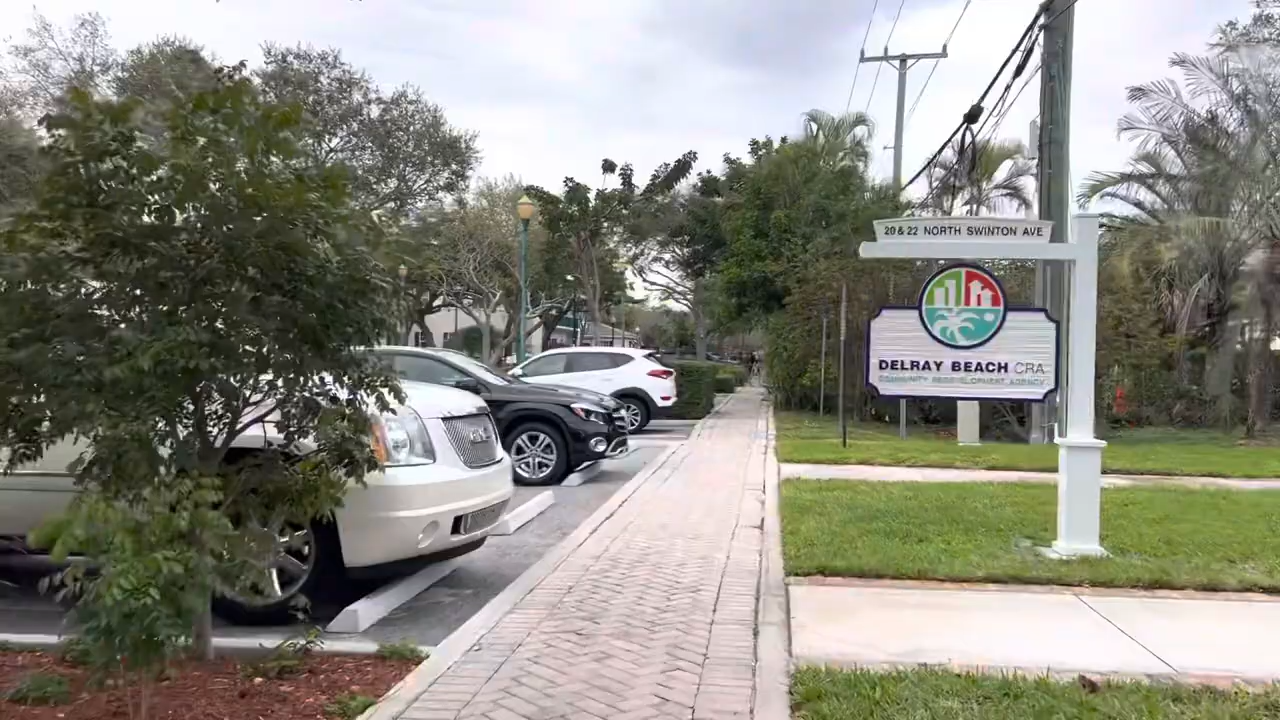 20 & 22 NORTH SWINTON AVE
DELRAY BEACH CRA
COMMUNITY REDEVELOPMENT AGENCY